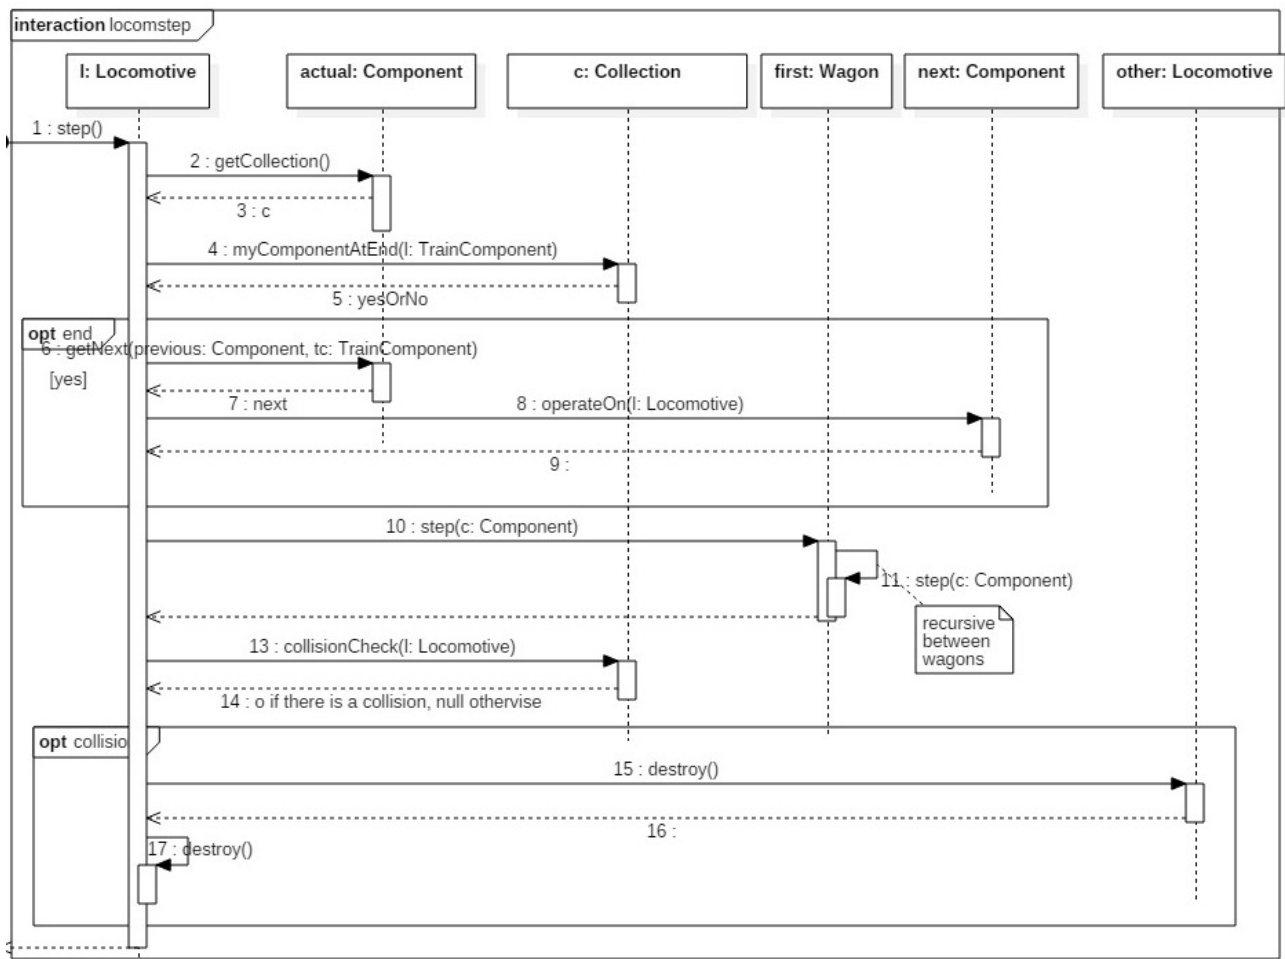 interaction locomstep
l: Locomotive
actual: Component
c: Collection
first: Wagon
next: Component
other: Locomotive
1 : step()
2 : getCollection()
3 : c
4 : myComponentAtEnd(l: TrainComponent)
5 : yesOrNo
opt end
6 : getNext(previous: Component, tc: TrainComponent)
[yes]
7 : next
8 : operateOn(l: Locomotive)
9 :
10 : step(c: Component)
11 : step(c: Component)
recursive
between
wagons
13 : collisionCheck(l: Locomotive)
14 : o if there is a collision, null othervise
opt collisio
15 : destroy()
16 :
17 : destroy()